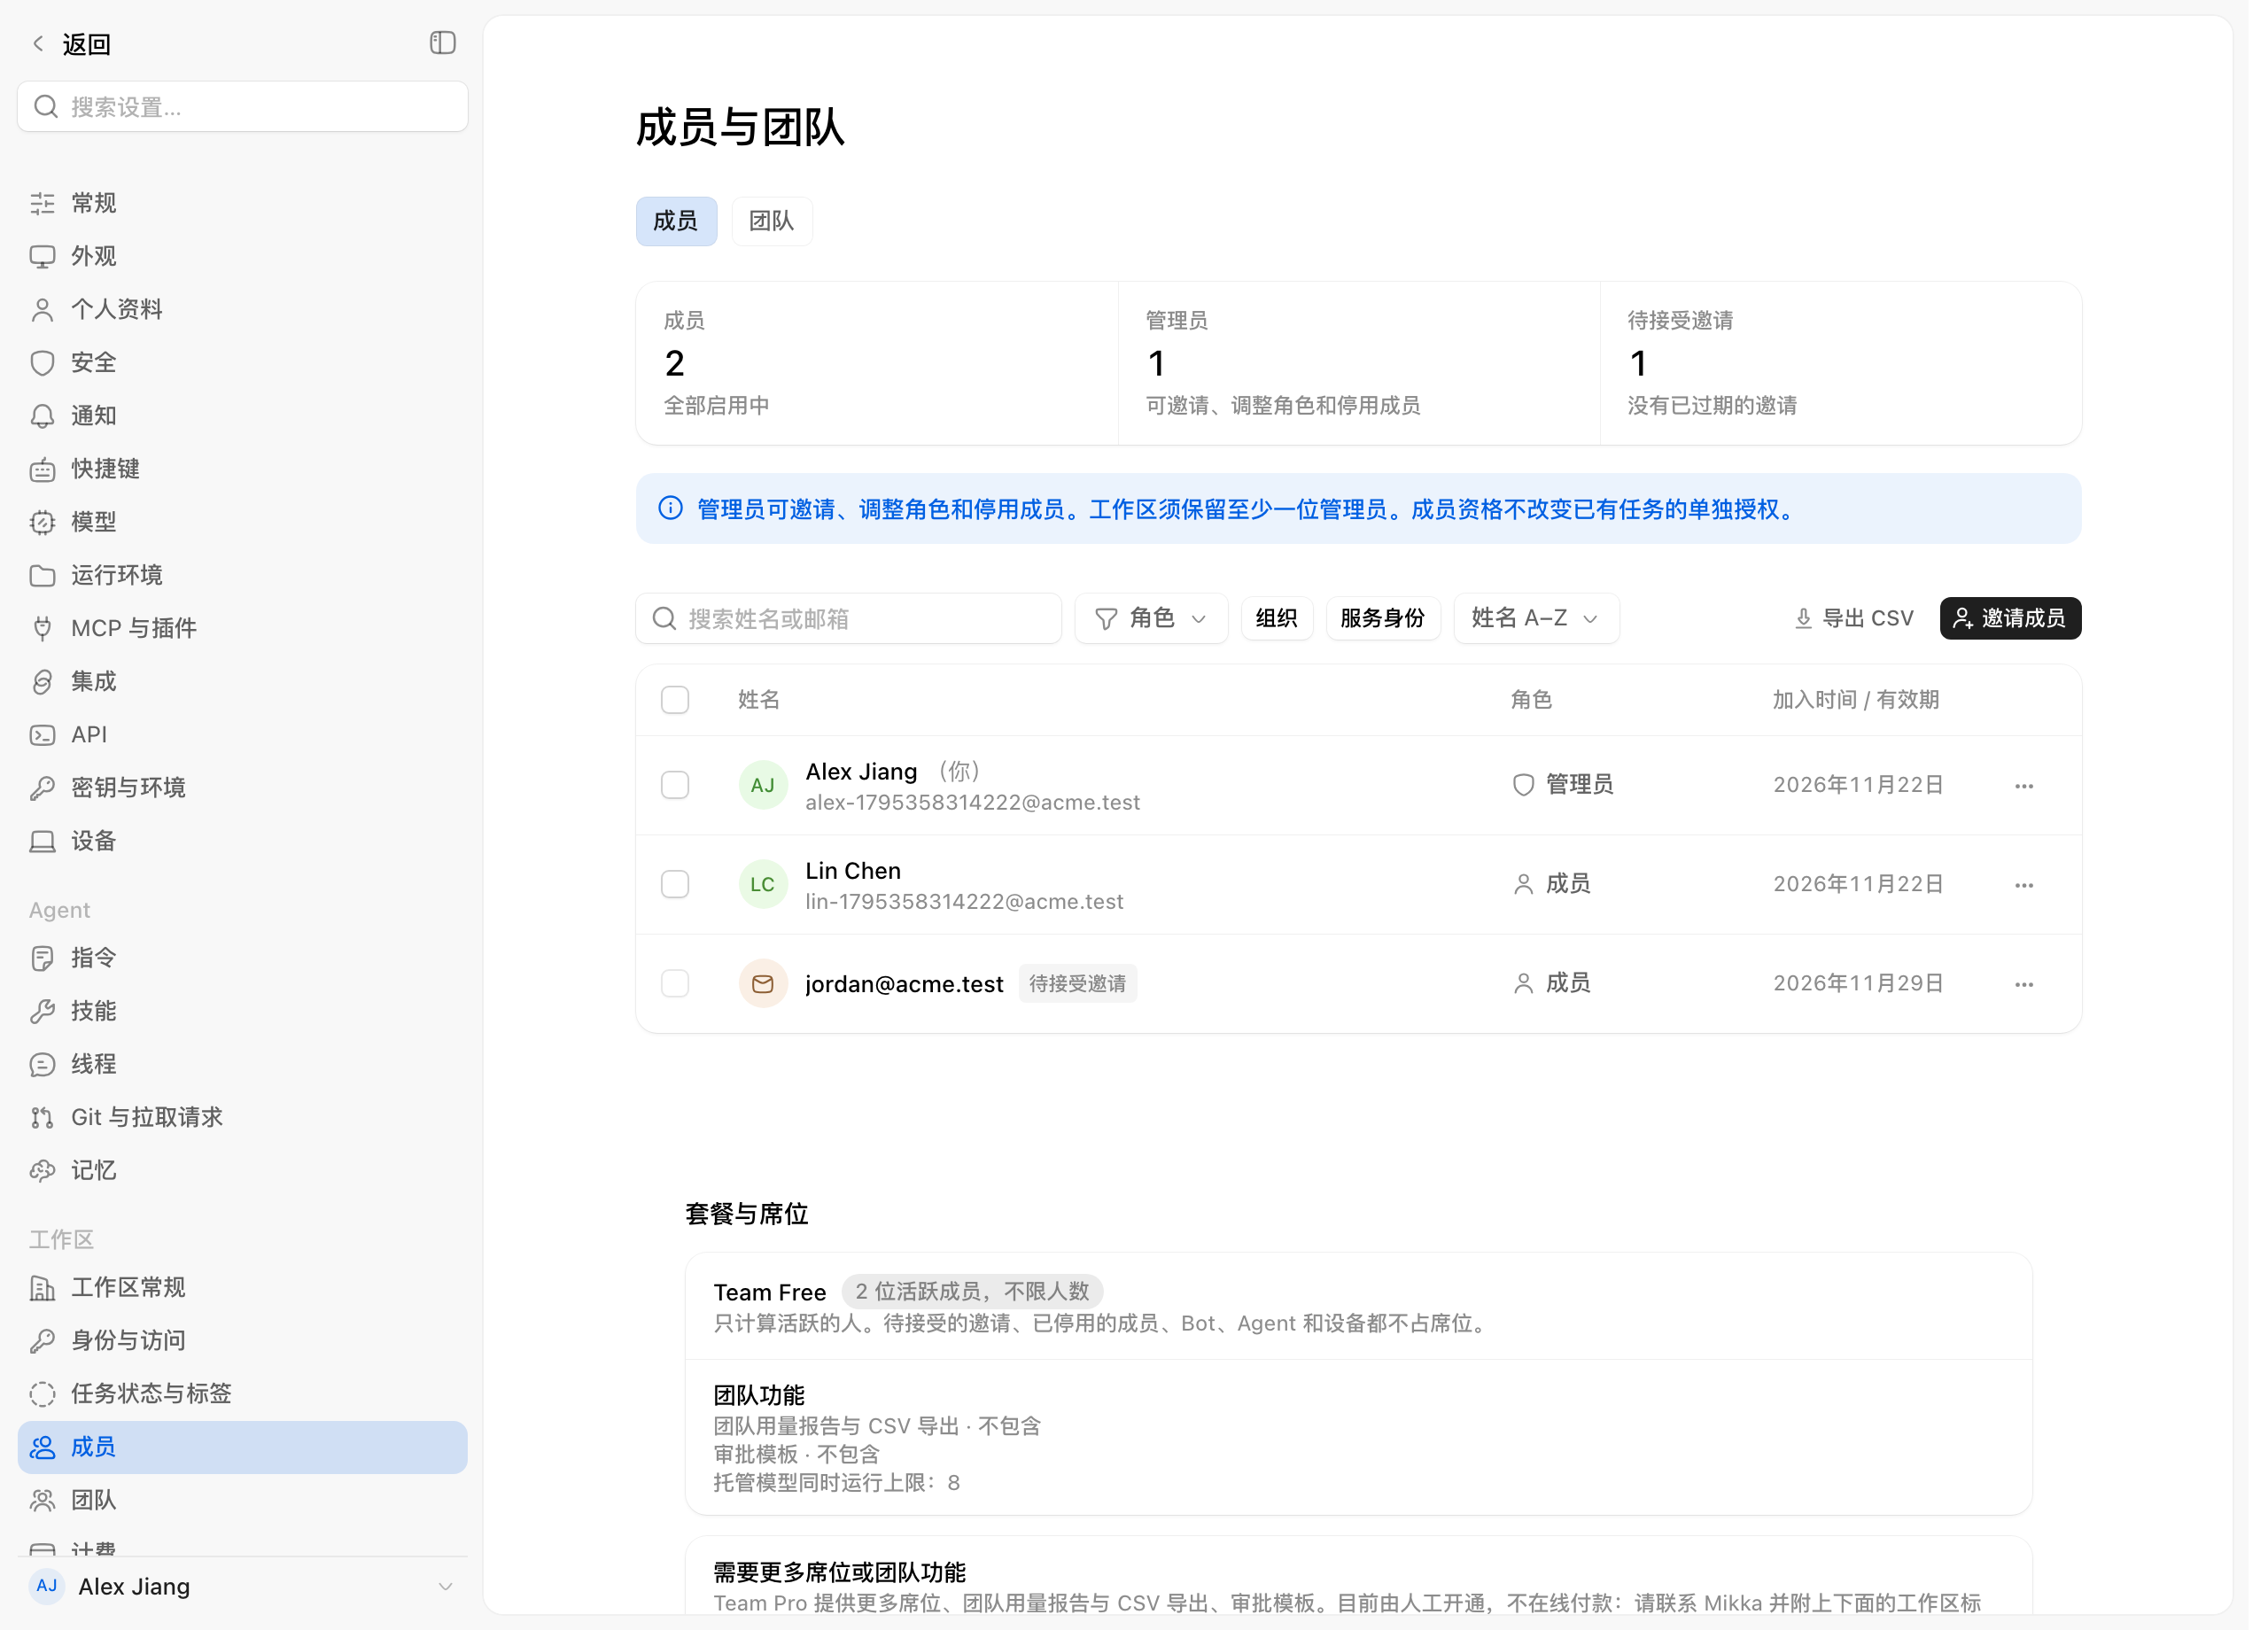 返回
搜索设置...
常规
外观
个人资料
安全
通知
快捷键
模型
运行环境
MCP 与插件
集成
API
密钥与环境
设备
Agent
指令
技能
线程
Git 与拉取请求
记忆
工作区
工作区常规
身份与访问
任务状态与标签
成员
团队
计费
AJ Alex Jiang
成员与团队
成员 团队
成员
2
全部启用中
管理员
1
可邀请、调整角色和停用成员
待接受邀请
1
没有已过期的邀请
管理员可邀请、调整角色和停用成员。工作区须保留至少一位管理员。成员资格不改变已有任务的单独授权。
搜索姓名或邮箱 角色 组织 服务身份 姓名 A–Z 导出 CSV 邀请成员
姓名 角色 加入时间 / 有效期
AJ Alex Jiang （你） 管理员 2026年11月22日
alex-1795358314222@acme.test
LC Lin Chen 成员 2026年11月22日
lin-1795358314222@acme.test
jordan@acme.test 待接受邀请 成员 2026年11月29日
套餐与席位
Team Free 2 位活跃成员，不限人数
只计算活跃的人。待接受的邀请、已停用的成员、Bot、Agent 和设备都不占席位。
团队功能
团队用量报告与 CSV 导出 · 不包含
审批模板 · 不包含
托管模型同时运行上限：8
需要更多席位或团队功能
Team Pro 提供更多席位、团队用量报告与 CSV 导出、审批模板。目前由人工开通，不在线付款：请联系 Mikka 并附上下面的工作区标